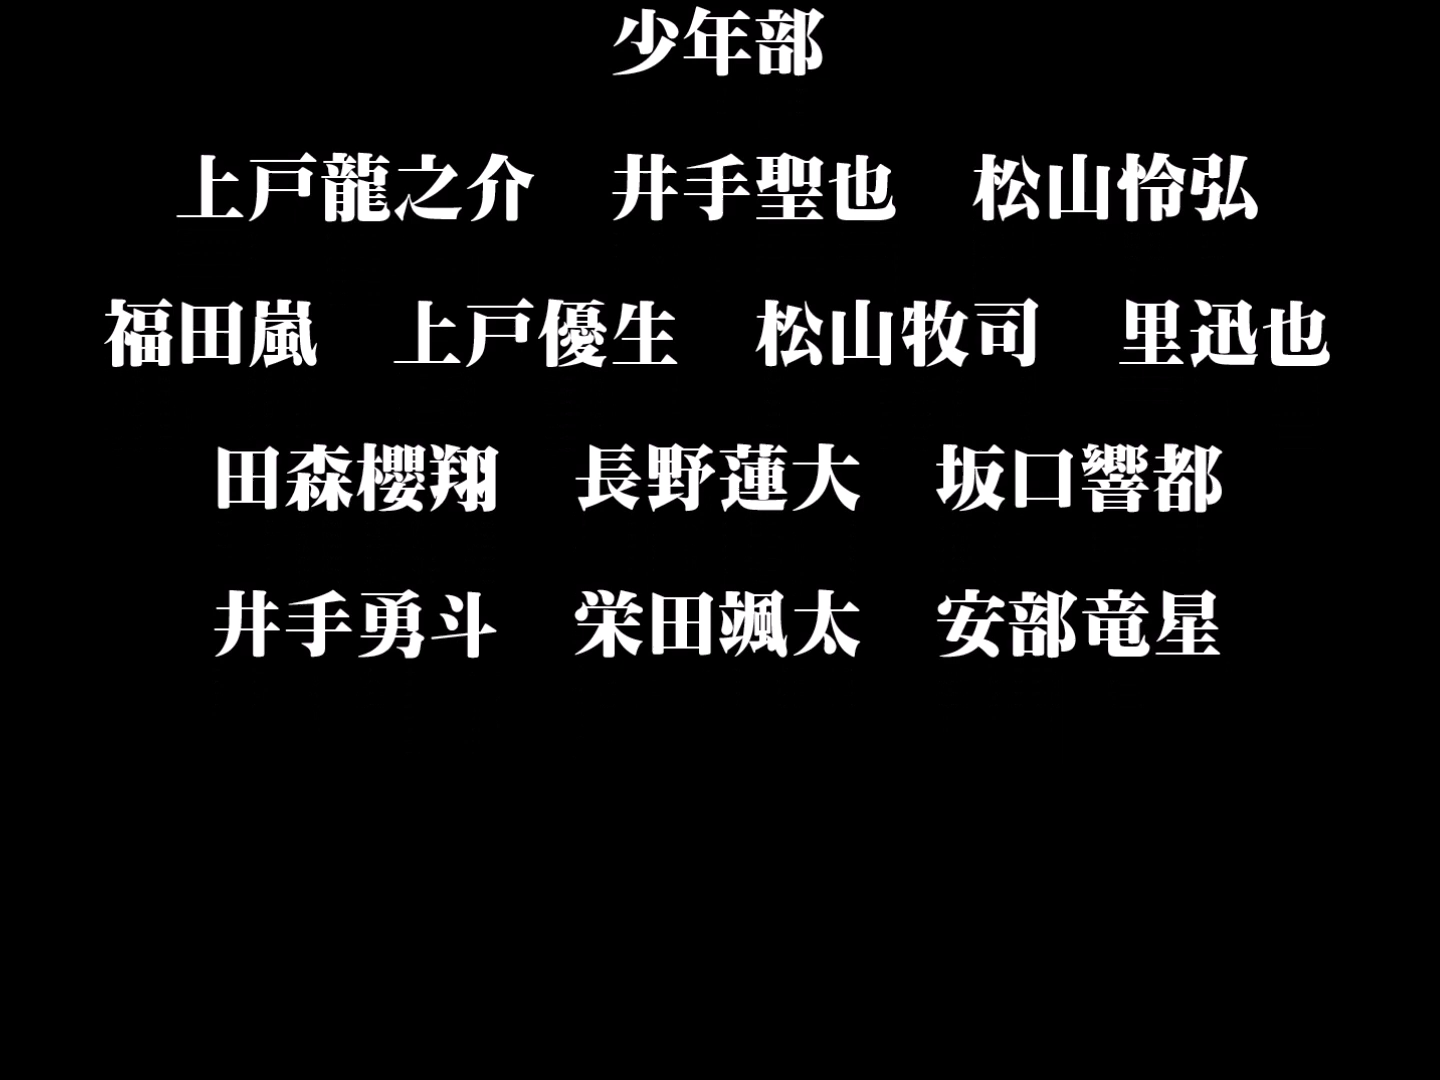 少年部
上戸龍之介　井手聖也　松山怜弘
福田嵐　上戸優生　松山牧司　里迅也
田森櫻翔　長野蓮大　坂口響都
井手勇斗　栄田颯太　安部竜星